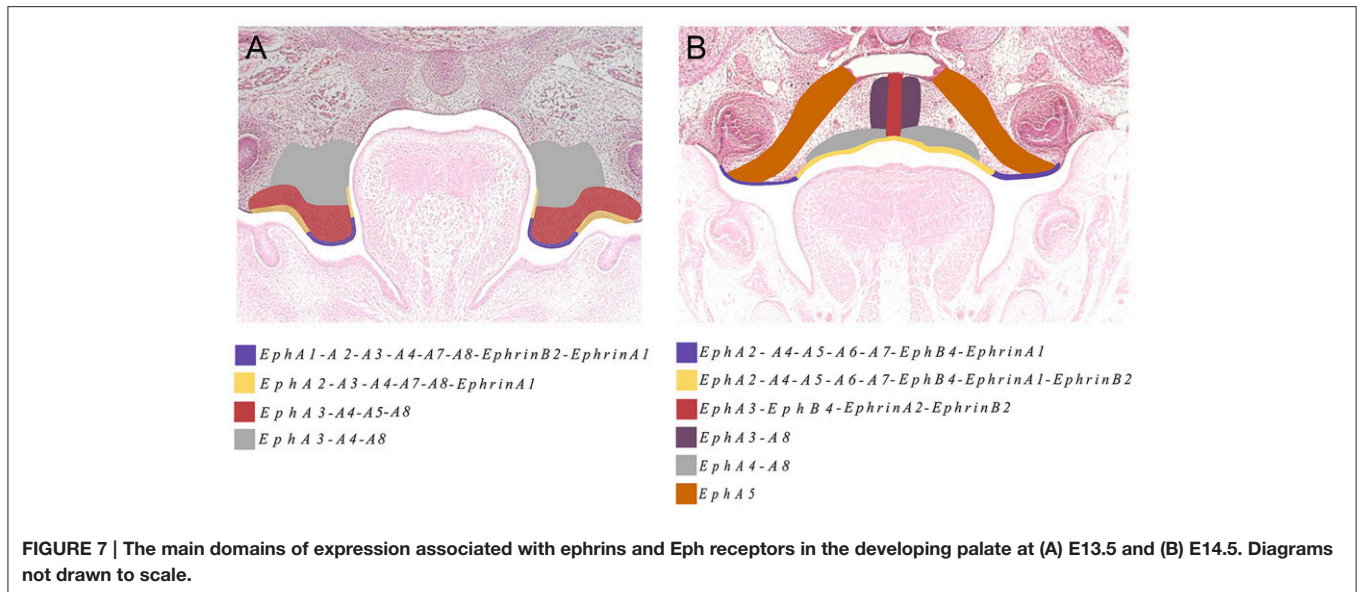 A
B
EphA1-A2-A3-A4-A7-A8-EphrinB2-EphrinA1
EphA2-A3-A4-A7-A8-EphrinA1
EphA3-A4-A5-A8
EphA3-A4-A8
EphA2-A4-A5-A6-A7-EphB4-EphrinA1
EphA2-A4-A5-A6-A7-EphB4-EphrinA1-EphrinB2
EphA3-EphB4-EphrinA2-EphrinB2
EphA3-A8
EphA4-A8
EphA5
FIGURE 7 | The main domains of expression associated with ephrins and Eph receptors in the developing palate at (A) E13.5 and (B) E14.5. Diagrams
not drawn to scale.